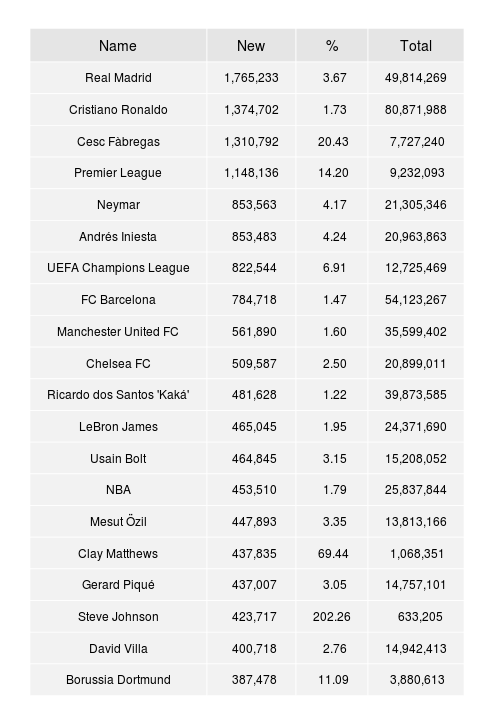 Name New % Total
Real Madrid 1,765,233 3.67 49,814,269
Cristiano Ronaldo 1,374,702 1.73 80,871,988
Cesc Fàbregas 1,310,792 20.43 7,727,240
Premier League 1,148,136 14.20 9,232,093
Neymar 853,563 4.17 21,305,346
Andrés Iniesta 853,483 4.24 20,963,863
UEFA Champions League 822,544 6.91 12,725,469
FC Barcelona 784,718 1.47 54,123,267
Manchester United FC 561,890 1.60 35,599,402
Chelsea FC 509,587 2.50 20,899,011
Ricardo dos Santos 'Kaká' 481,628 1.22 39,873,585
LeBron James 465,045 1.95 24,371,690
Usain Bolt 464,845 3.15 15,208,052
NBA 453,510 1.79 25,837,844
Mesut Özil 447,893 3.35 13,813,166
Clay Matthews 437,835 69.44 1,068,351
Gerard Piqué 437,007 3.05 14,757,101
Steve Johnson 423,717 202.26 633,205
David Villa 400,718 2.76 14,942,413
Borussia Dortmund 387,478 11.09 3,880,613